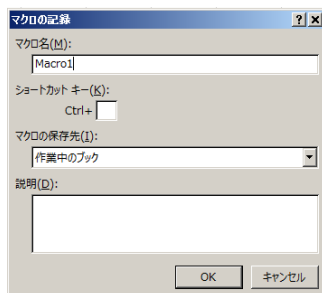 マクロの記録
マクロ名(M):
Macro1
ショートカット キー(K):
Ctrl+
マクロの保存先(I):
作業中のブック
説明(D):
OK キャンセル